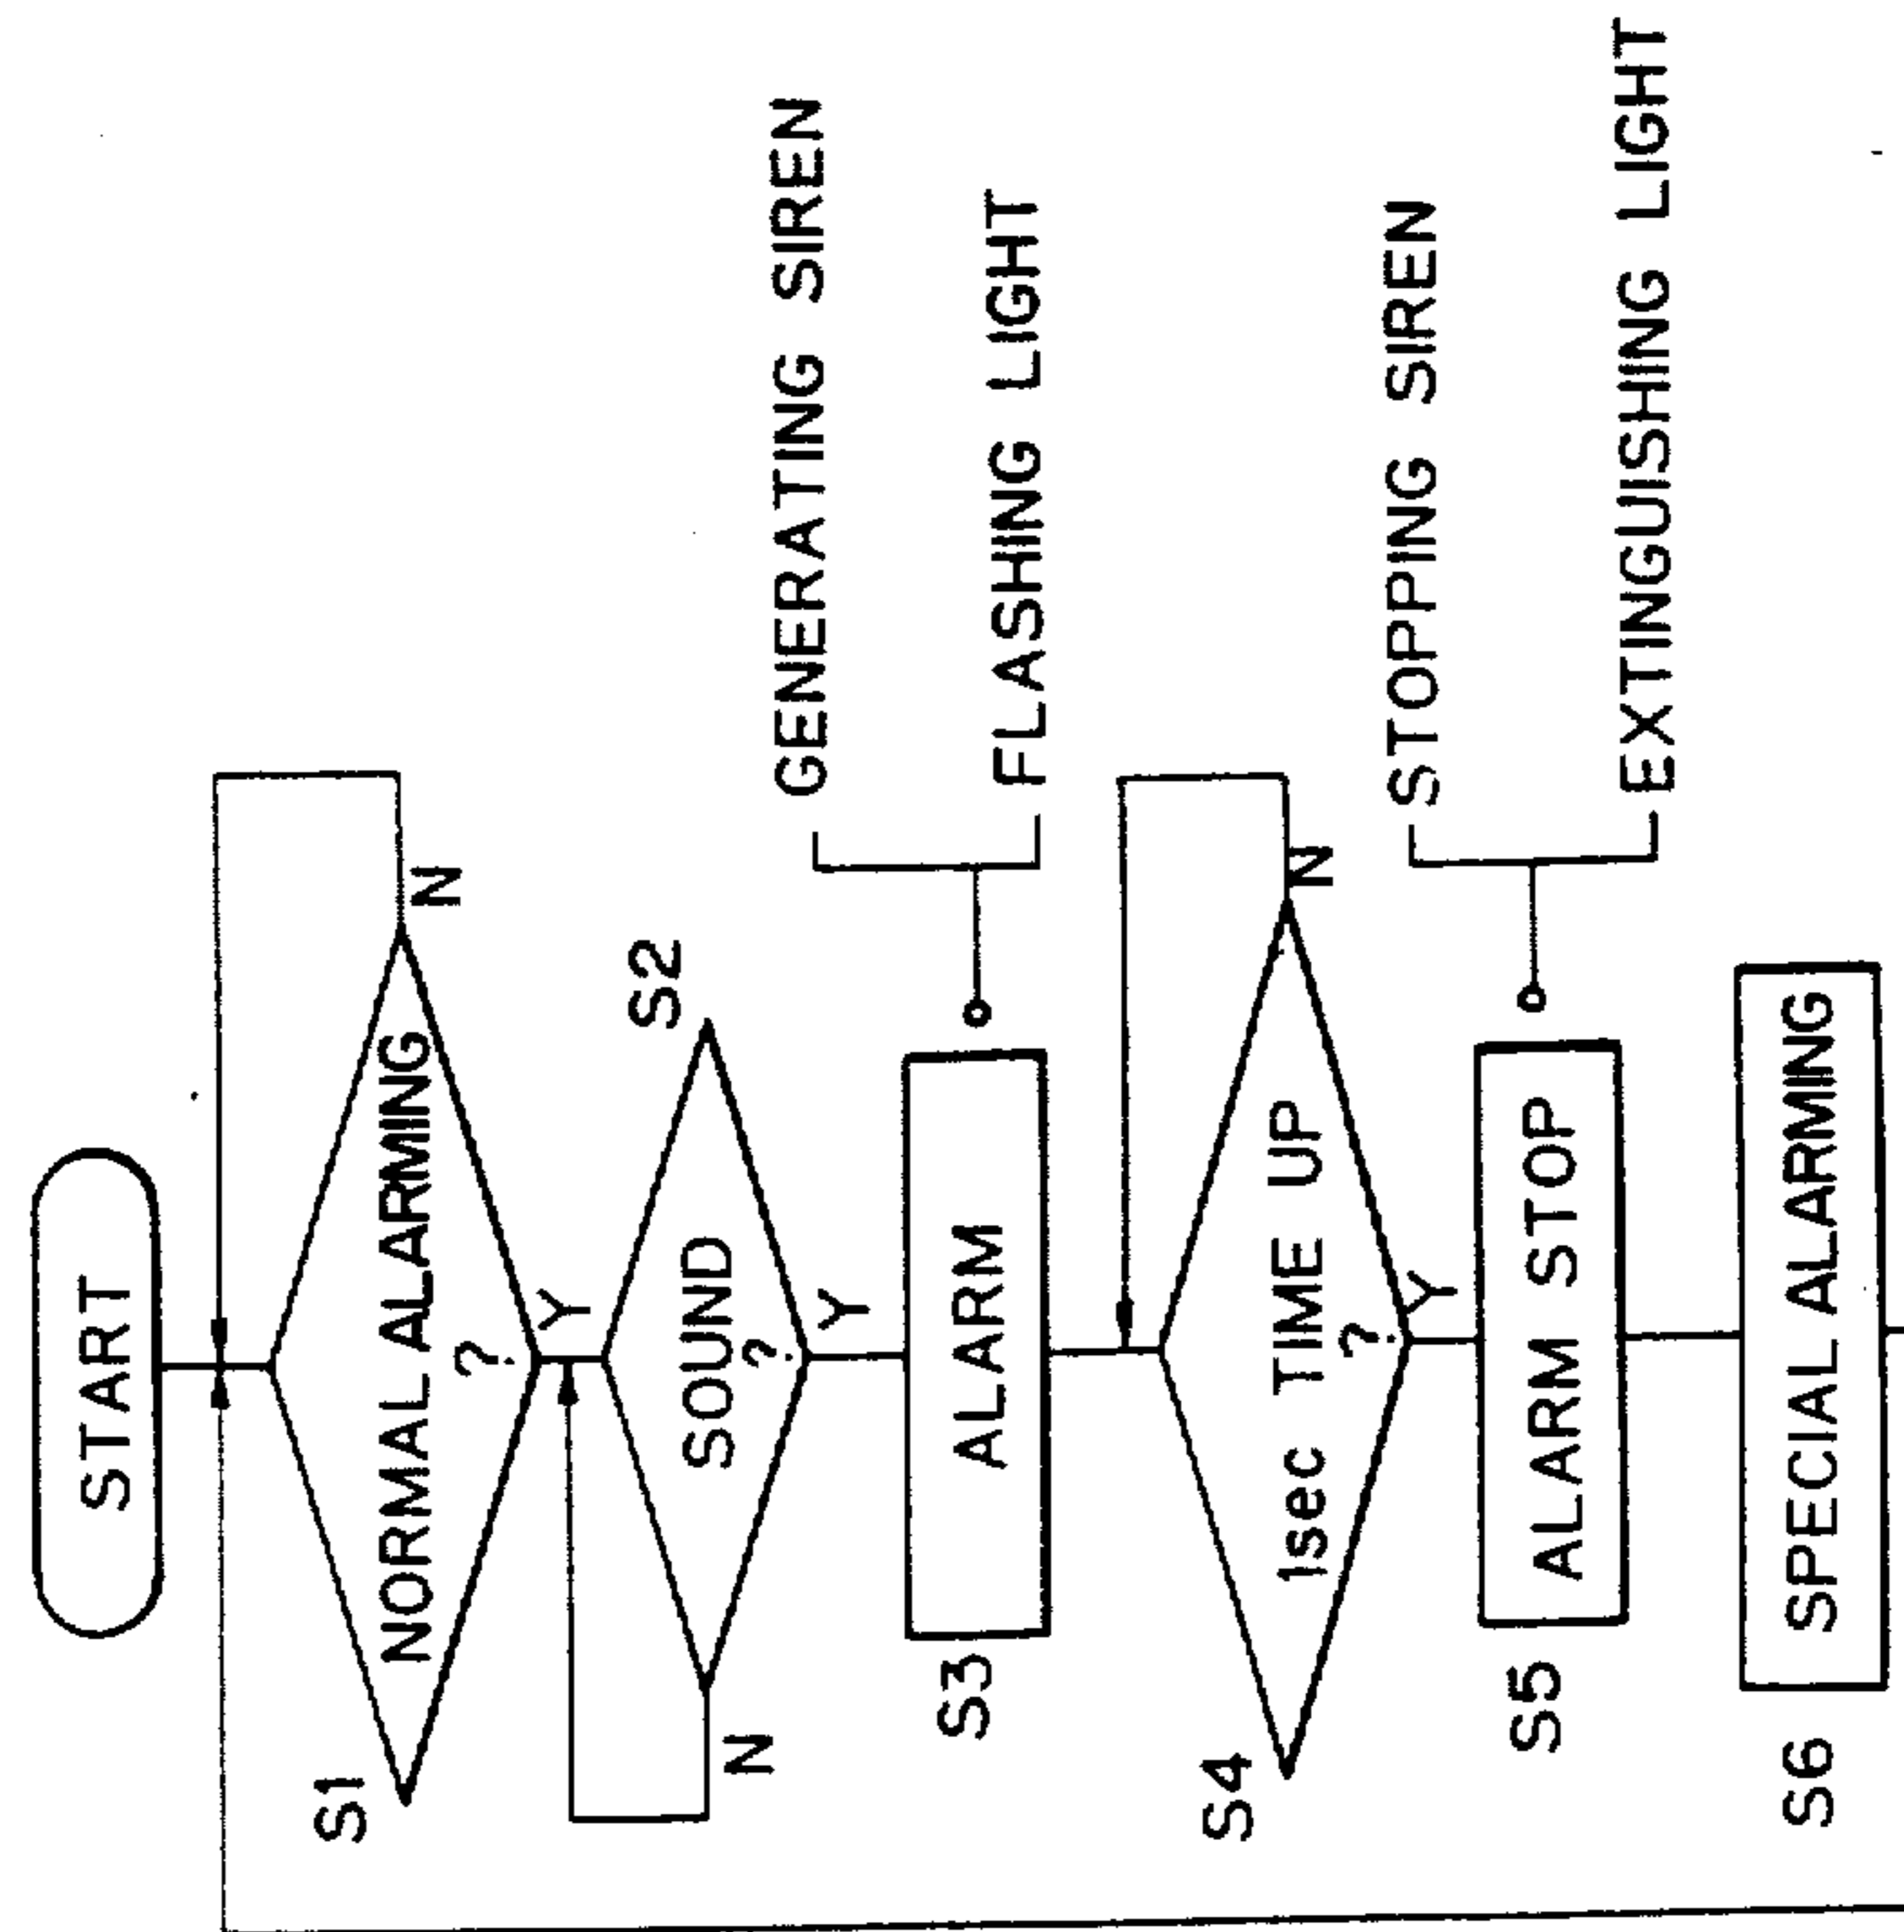 START
S1
NORMAL ALARMING
?
N
Y
S2
SOUND
?
N
Y
S3
ALARM
GENERATING SIREN
FLASHING LIGHT
S4
1sec TIME UP
?
N
Y
S5
ALARM STOP
STOPPING SIREN
EXTINGUISHING LIGHT
S6
SPECIAL ALARMING